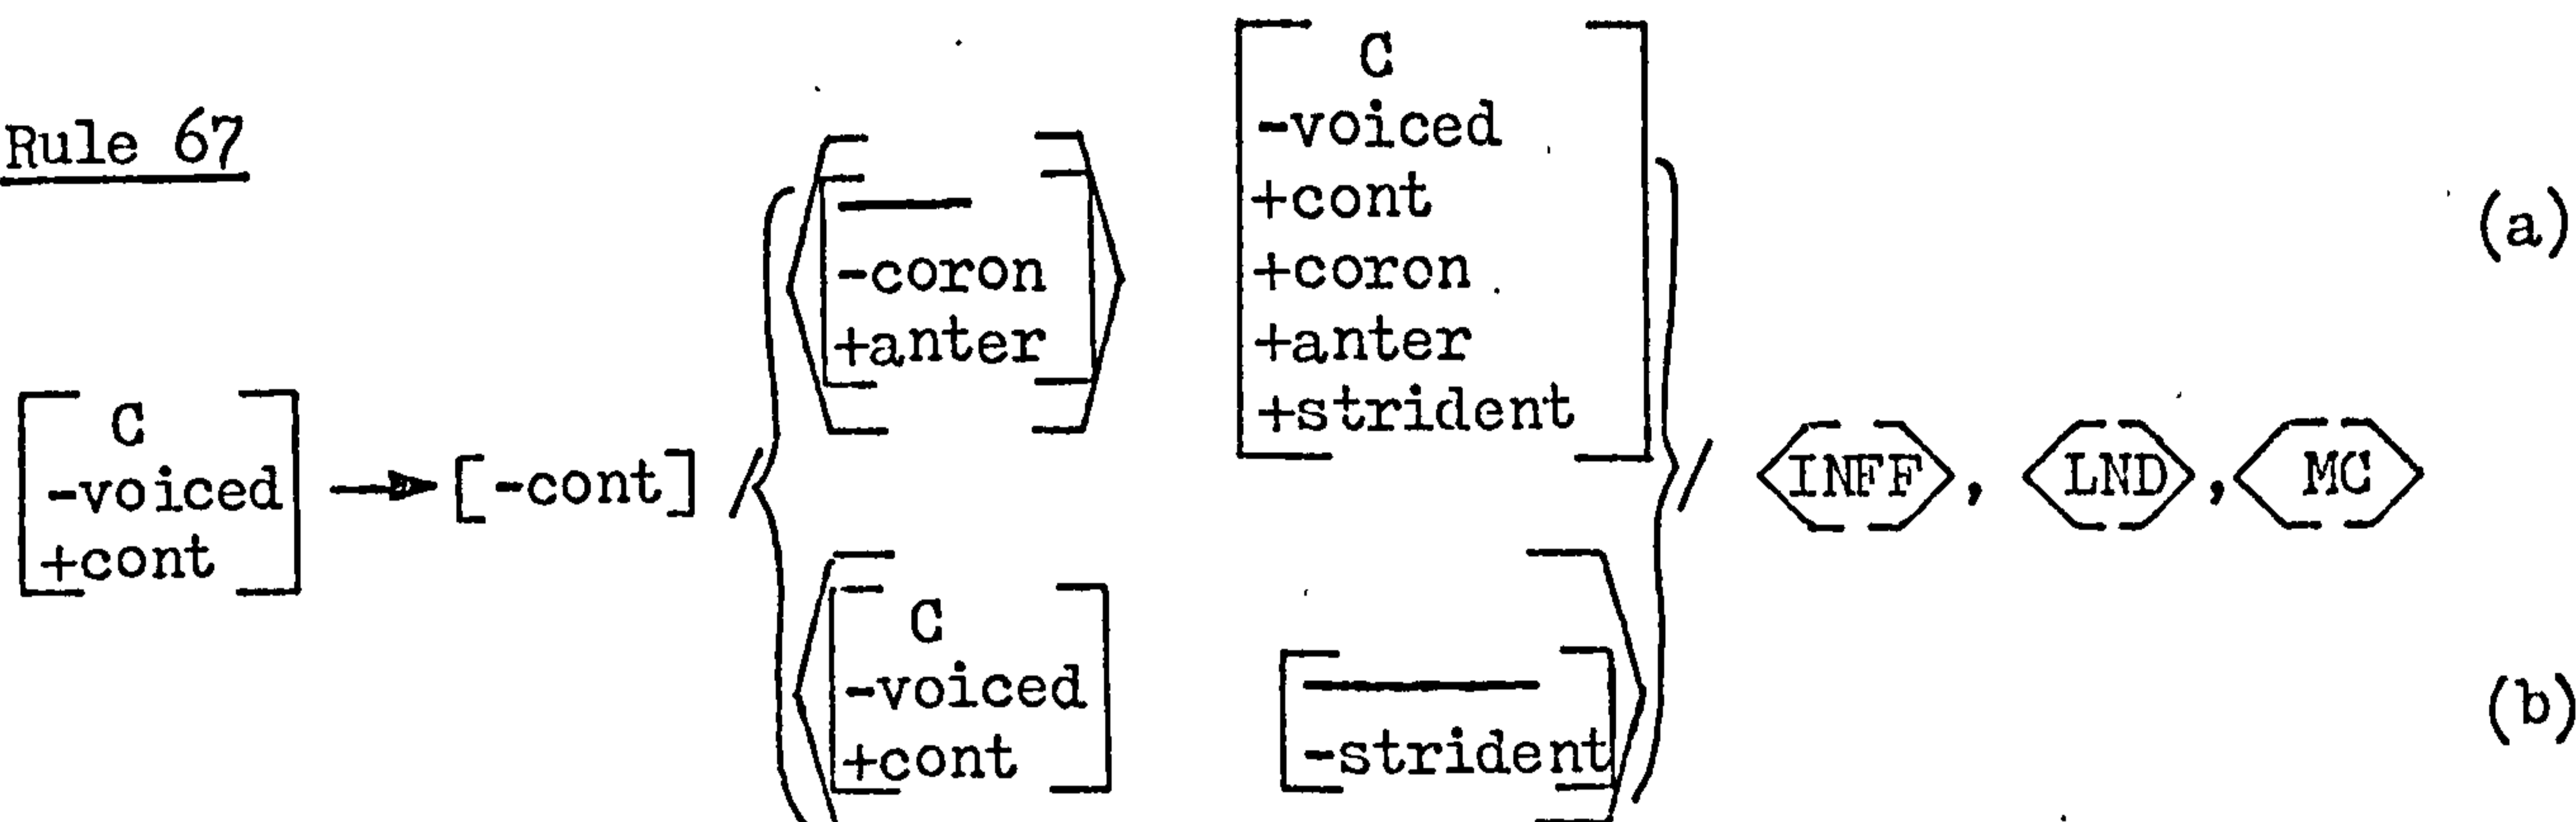 Rule 67
C
-voiced
+cont
→ [-cont] /
-coron
+anter
C
-voiced
+cont
+coron
+anter
+strident
(a)
C
-voiced
+cont
-strident
(b)
/ <INFF>, <LND>, <MC>